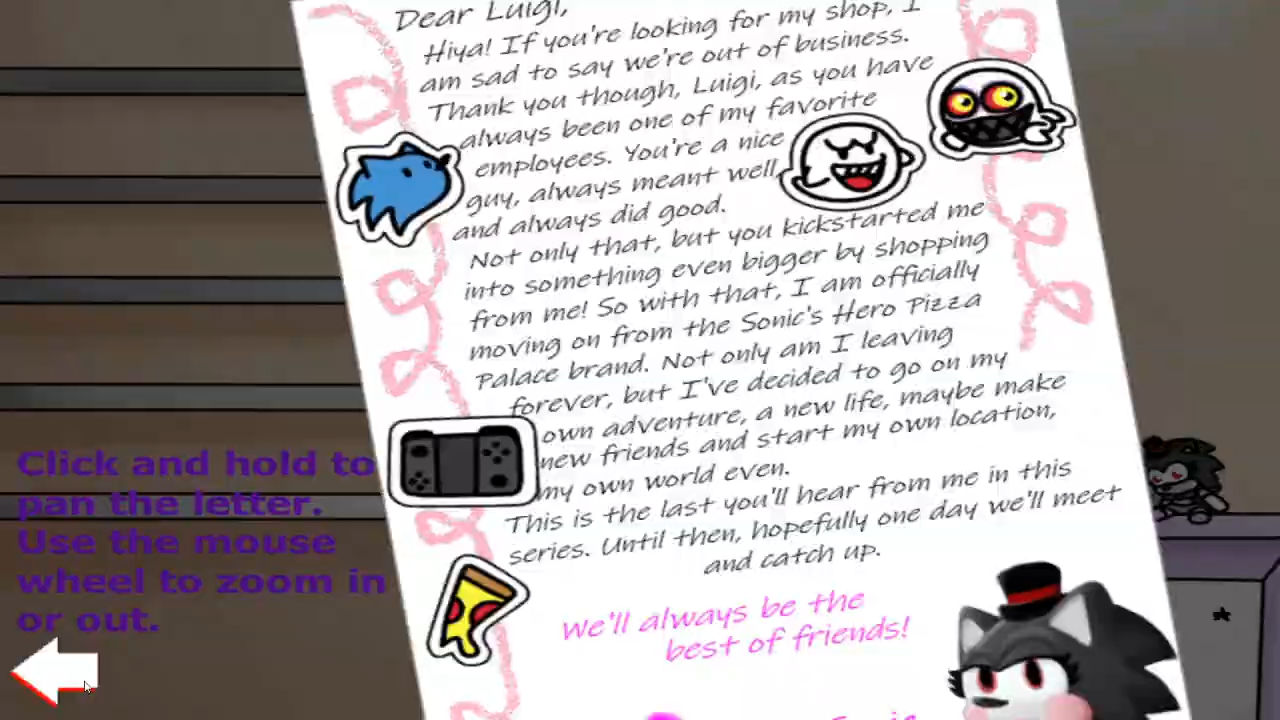 Dear Luigi,
Hiya! If you're looking for my shop, I
am sad to say we're out of business.
Thank you though, Luigi, as you have
always been one of my favorite
employees. You're a nice
guy, always meant well,
and always did good.
Not only that, but you kickstarted me
into something even bigger by shopping
from me! So with that, I am officially
moving on from the Sonic's Hero Pizza
Palace brand. Not only am I leaving
forever, but I've decided to go on my
own adventure, a new life, maybe make
new friends and start my own location,
my own world even.
This is the last you'll hear from me in this
series. Until then, hopefully one day we'll meet
and catch up.
We'll always be the
best of friends!
Click and hold to
pan the letter.
Use the mouse
wheel to zoom in
or out.